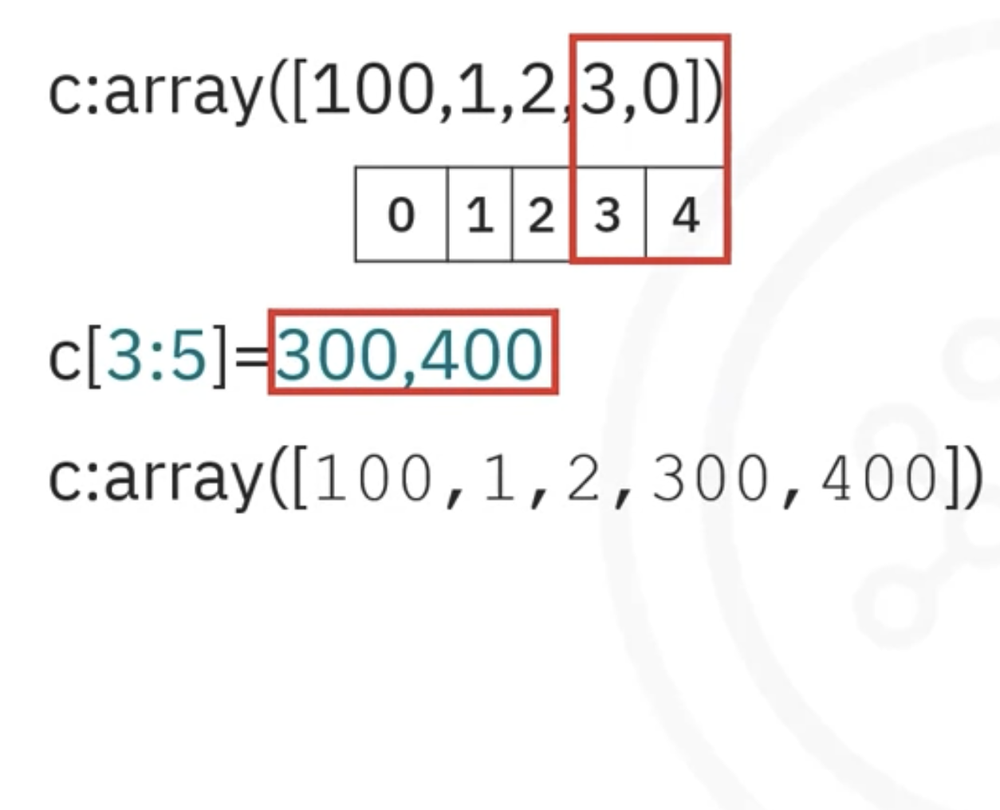 c:array([100,1,2,3,0])
0 1 2 3 4
c[3:5]=300,400
c:array([100,1,2,300,400])